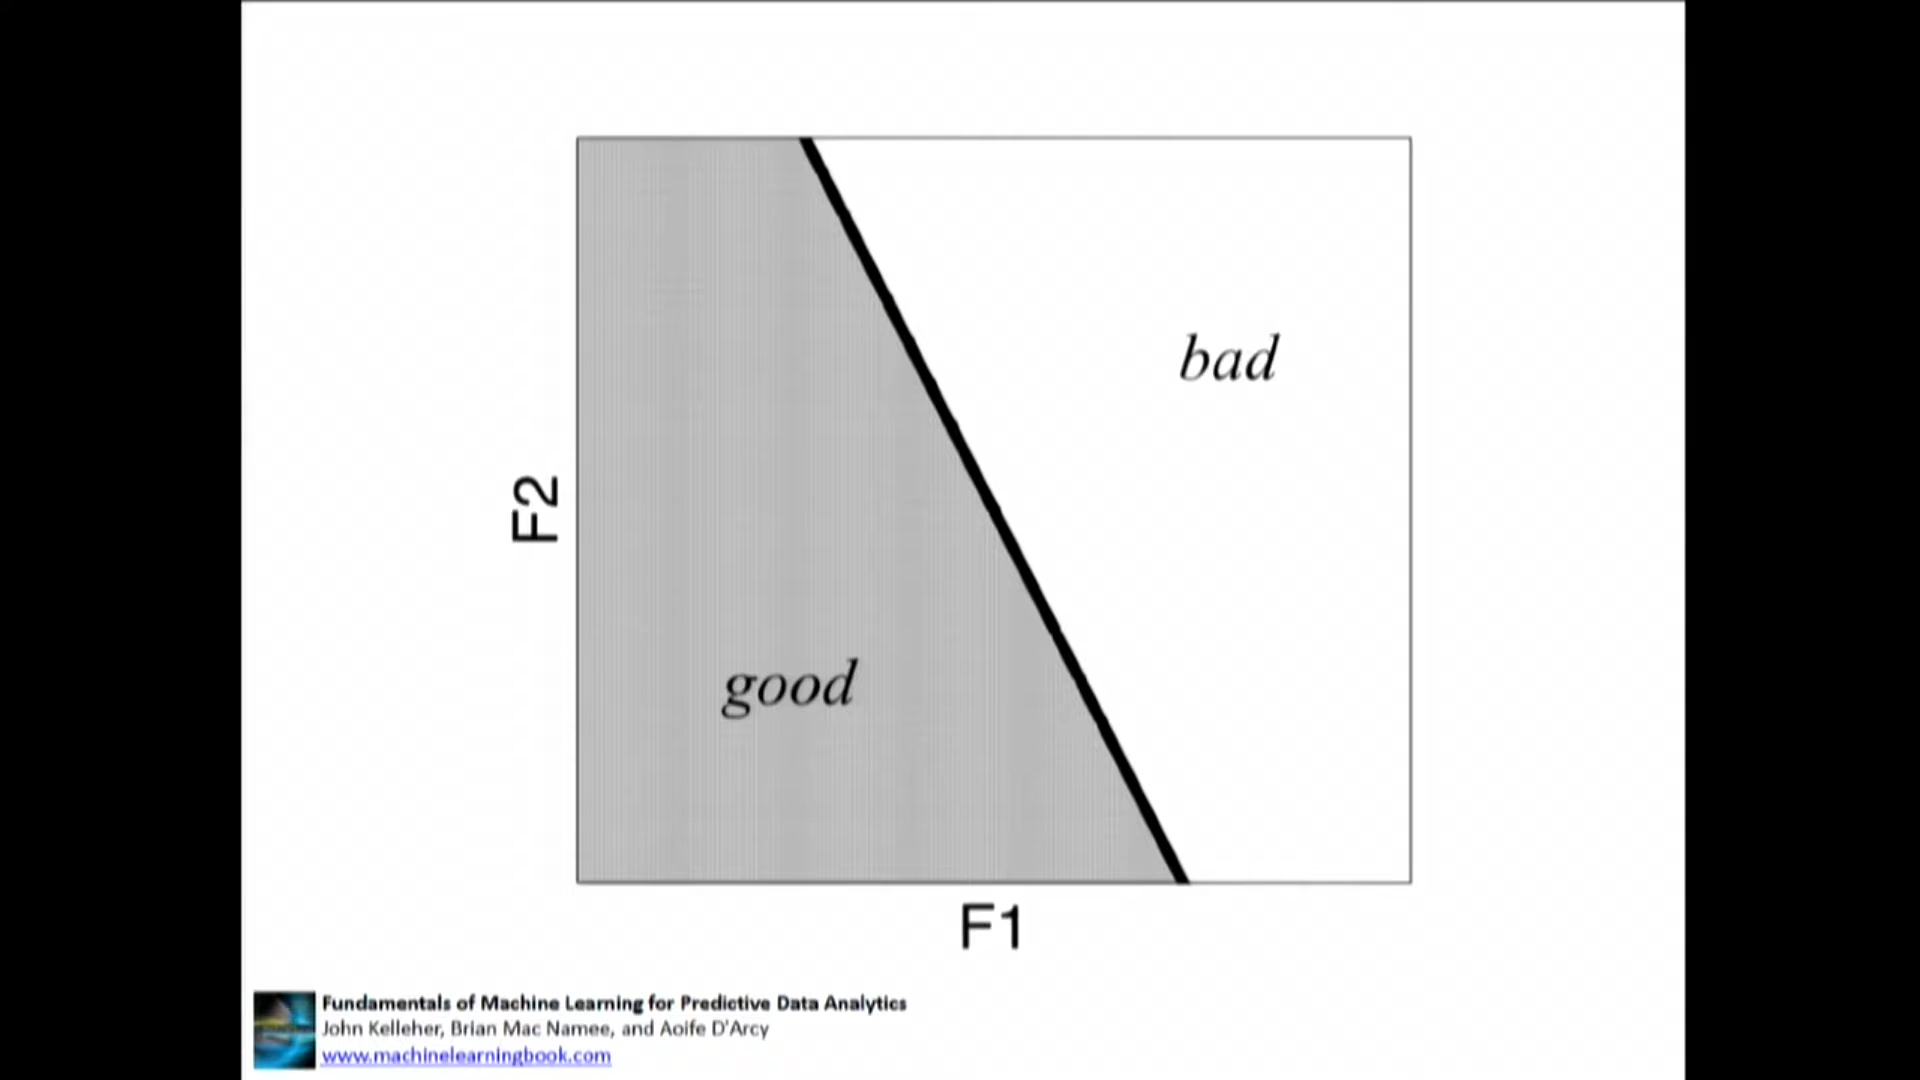 bad
F2
good
F1
Fundamentals of Machine Learning for Predictive Data Analytics
John Kelleher, Brian Mac Namee, and Aoife D'Arcy
www.machinelearningbook.com